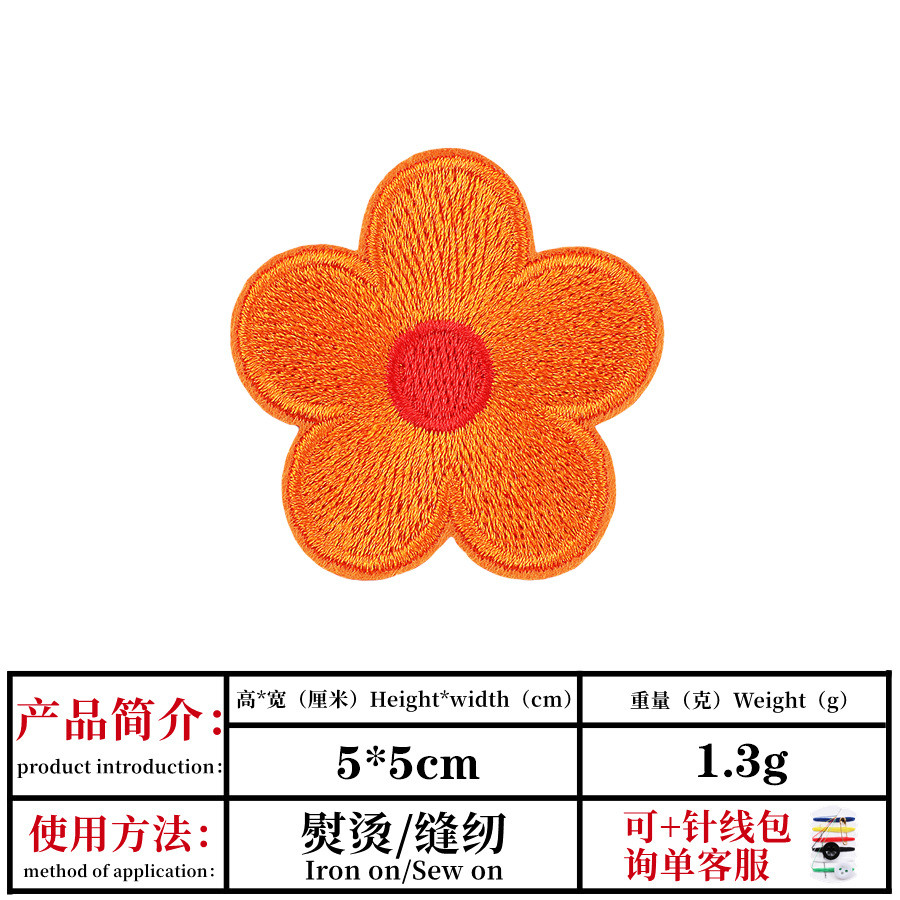 产品简介：
product introduction：
高*宽（厘米）Height*width（cm）
重量（克）Weight（g）
5*5cm
1.3g
使用方法：
method of application：
熨烫/缝纫
Iron on/Sew on
可+针线包
询单客服